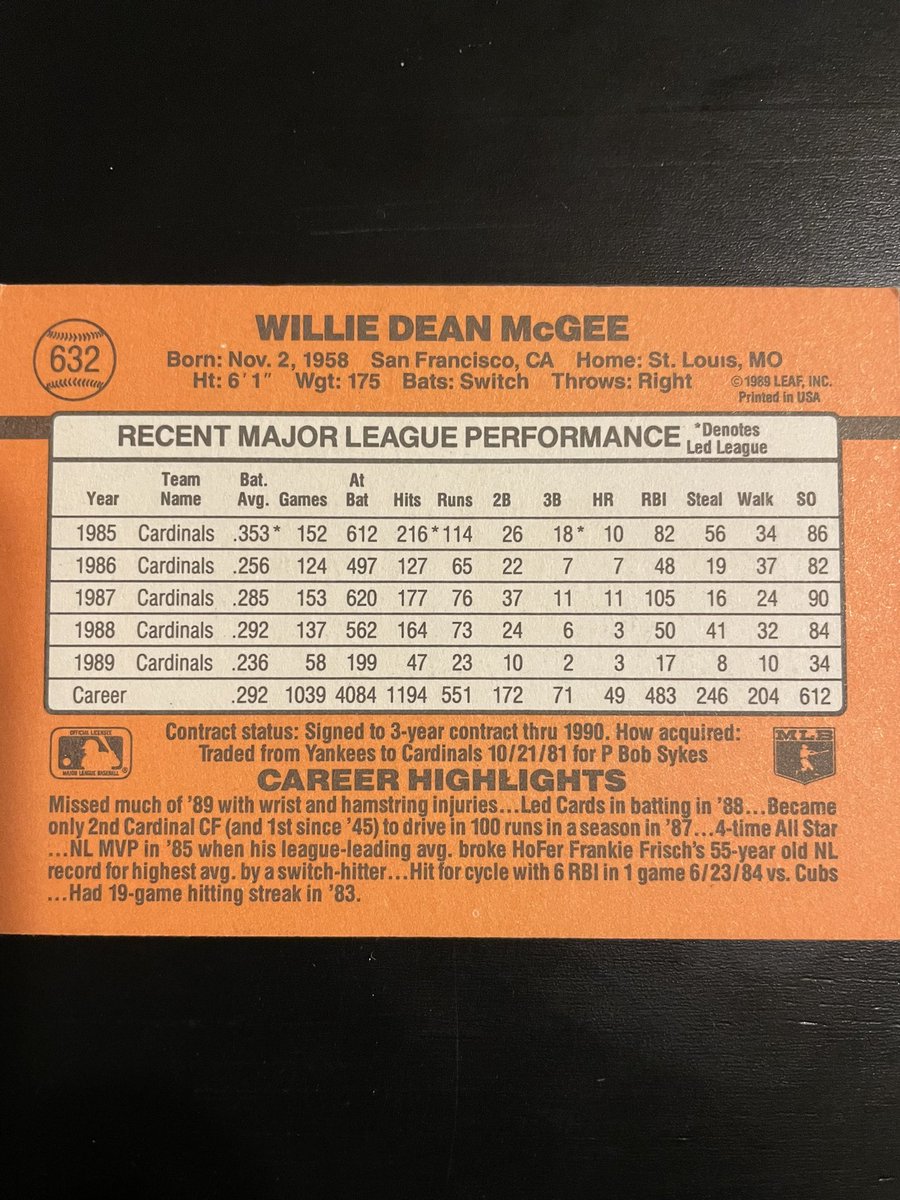 632
WILLIE DEAN McGEE
Born: Nov. 2, 1958 San Francisco, CA Home: St. Louis, MO
Ht: 6'1" Wgt: 175 Bats: Switch Throws: Right
©1989 LEAF, INC.
Printed in USA
RECENT MAJOR LEAGUE PERFORMANCE *Denotes Led League
Year Team Name Bat. Avg. Games At Bat Hits Runs 2B 3B HR RBI Steal Walk SO
1985 Cardinals .353* 152 612 216* 114 26 18* 10 82 56 34 86
1986 Cardinals .256 124 497 127 65 22 7 7 48 19 37 82
1987 Cardinals .285 153 620 177 76 37 11 11 105 16 24 90
1988 Cardinals .292 137 562 164 73 24 6 3 50 41 32 84
1989 Cardinals .236 58 199 47 23 10 2 3 17 8 10 34
Career .292 1039 4084 1194 551 172 71 49 483 246 204 612
OFFICIAL LICENSEE
MAJOR LEAGUE BASEBALL
Contract status: Signed to 3-year contract thru 1990. How acquired:
Traded from Yankees to Cardinals 10/21/81 for P Bob Sykes
MLB
CAREER HIGHLIGHTS
Missed much of '89 with wrist and hamstring injuries...Led Cards in batting in '88...Became
only 2nd Cardinal CF (and 1st since '45) to drive in 100 runs in a season in '87...4-time All Star
...NL MVP in '85 when his league-leading avg. broke HoFer Frankie Frisch's 55-year old NL
record for highest avg. by a switch-hitter...Hit for cycle with 6 RBI in 1 game 6/23/84 vs. Cubs
...Had 19-game hitting streak in '83.